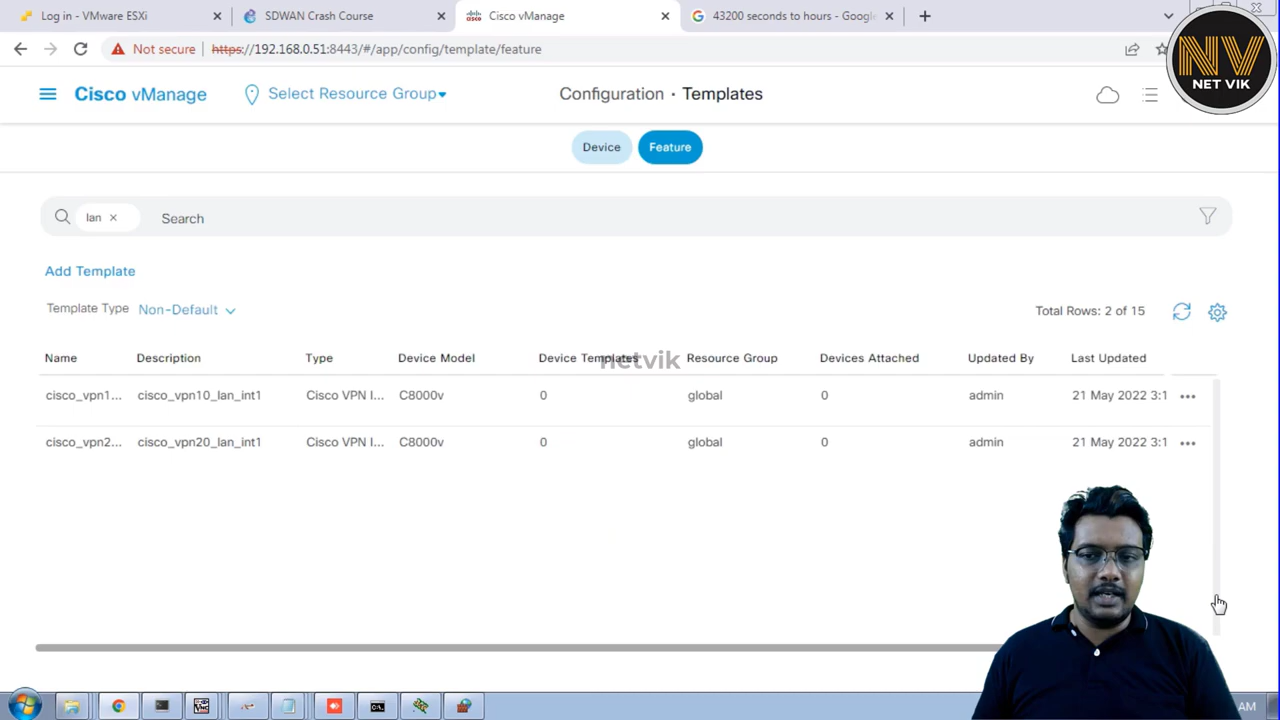 Log in - VMware ESXi
SDWAN Crash Course
Cisco vManage
43200 seconds to hours - Google
Not secure
https://192.168.0.51:8443/#/app/config/template/feature
NV
NET VIK
Cisco vManage
Select Resource Group
Configuration · Templates
Device
Feature
lan
Search
Add Template
Template Type
Non-Default
Total Rows: 2 of 15
Name Description Type Device Model Device Templates Resource Group Devices Attached Updated By Last Updated
netvik
cisco_vpn1... cisco_vpn10_lan_int1 Cisco VPN I... C8000v 0 global 0 admin 21 May 2022 3:1
cisco_vpn2... cisco_vpn20_lan_int1 Cisco VPN I... C8000v 0 global 0 admin 21 May 2022 3:1
AM